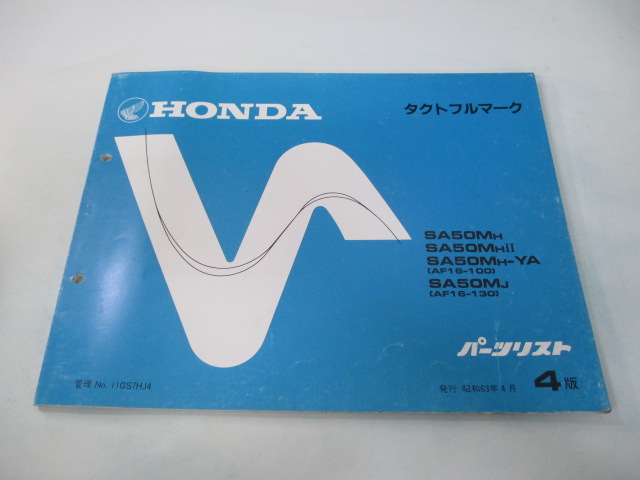 HONDA
タクトフルマーク
SA50MH
SA50MHII
SA50MH-YA
(AF16-100)
SA50MJ
(AF16-130)
パーツリスト
管理 No. 11GS7HJ4
発行 昭和63年4月
4版